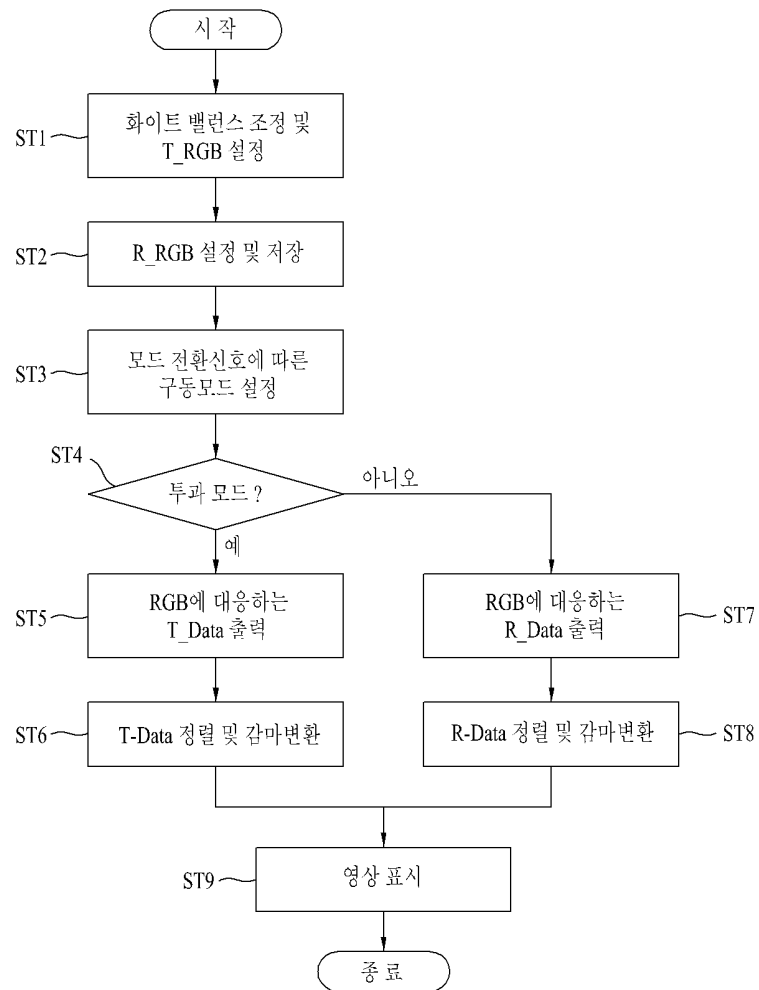 시 작
ST1
화이트 밸런스 조정 및
T_RGB 설정
ST2
R_RGB 설정 및 저장
ST3
모드 전환신호에 따른
구동모드 설정
ST4
투과 모드 ?
아니오
예
ST5
RGB에 대응하는
T_Data 출력
RGB에 대응하는
R_Data 출력
ST7
ST6
T-Data 정렬 및 감마변환
R-Data 정렬 및 감마변환
ST8
ST9
영상 표시
종 료